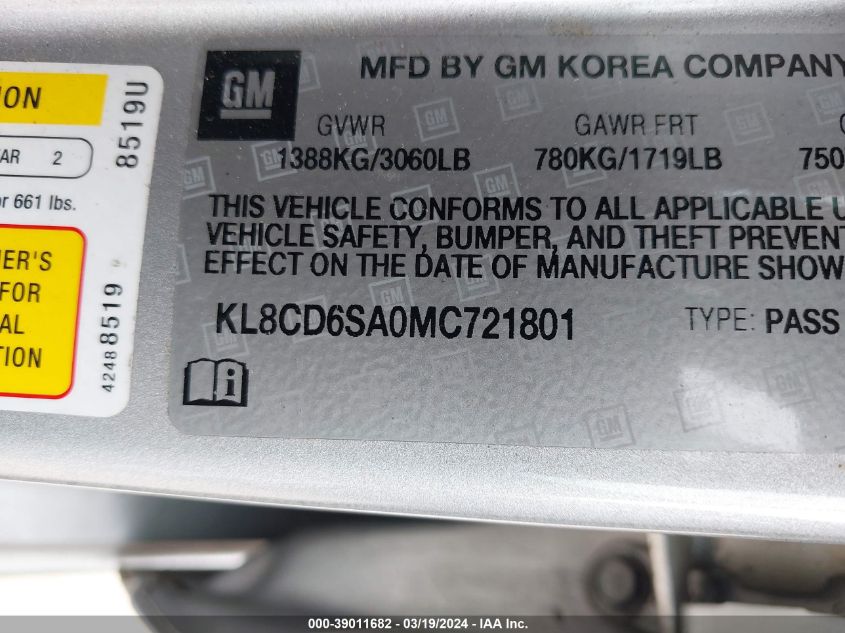 ION
AR 2
or 661 lbs.
ER'S
FOR
AL
TION
8519U
42488519
GM
MFD BY GM KOREA COMPANY
GVWR GAWR FRT
1388KG/3060LB 780KG/1719LB 750
THIS VEHICLE CONFORMS TO ALL APPLICABLE U
VEHICLE SAFETY, BUMPER, AND THEFT PREVENT
EFFECT ON THE DATE OF MANUFACTURE SHOW
KL8CD6SA0MC721801 TYPE: PASS
i
000-39011682 — 03/19/2024 — IAA Inc.